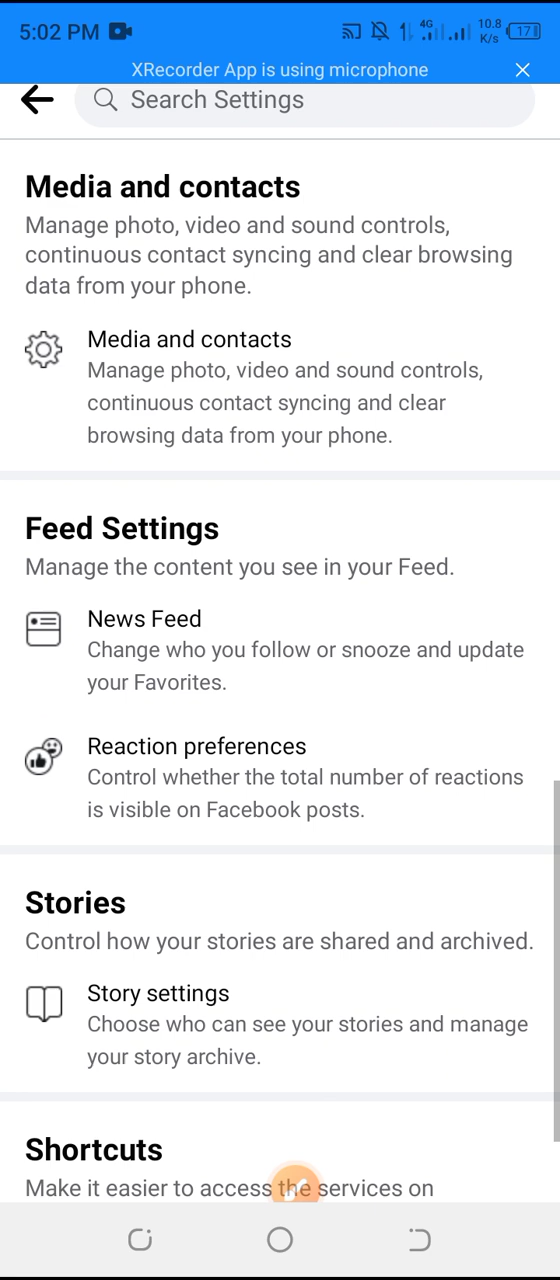 5:02 PM
4G
10.8
K/s
17
XRecorder App is using microphone
Search Settings
Media and contacts
Manage photo, video and sound controls,
continuous contact syncing and clear browsing
data from your phone.
Media and contacts
Manage photo, video and sound controls,
continuous contact syncing and clear
browsing data from your phone.
Feed Settings
Manage the content you see in your Feed.
News Feed
Change who you follow or snooze and update
your Favorites.
Reaction preferences
Control whether the total number of reactions
is visible on Facebook posts.
Stories
Control how your stories are shared and archived.
Story settings
Choose who can see your stories and manage
your story archive.
Shortcuts
Make it easier to access the services on